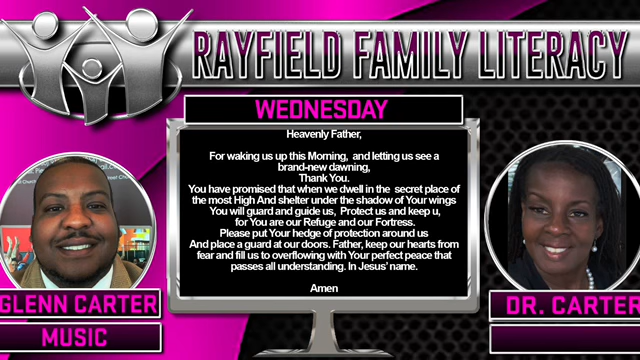 RAYFIELD FAMILY LITERACY
WEDNESDAY
Heavenly Father,
For waking us up this Morning, and letting us see a
brand-new dawning,
Thank You.
You have promised that when we dwell in the secret place of
the most High And shelter under the shadow of Your wings
You will guard and guide us, Protect us and keep u,
for You are our Refuge and our Fortress.
Please put Your hedge of protection around us
And place a guard at our doors. Father, keep our hearts from
fear and fill us to overflowing with Your perfect peace that
passes all understanding. In Jesus' name.
Amen
GLENN CARTER
MUSIC
DR. CARTER